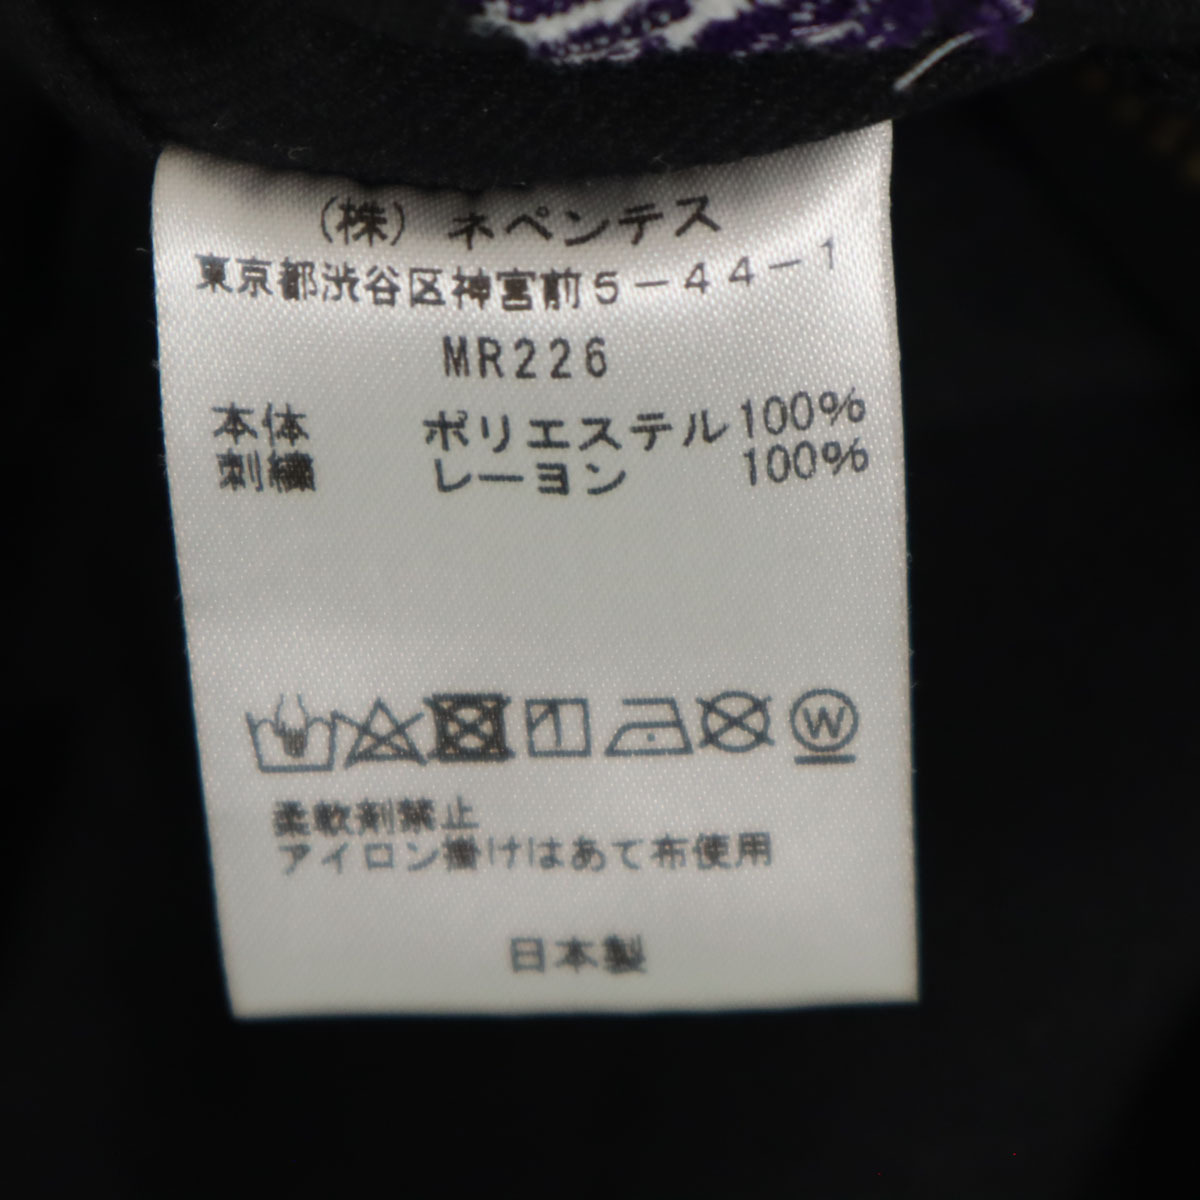 (株) ネペンテス
東京都渋谷区神宮前5-44-1
MR226
本体 ポリエステル100%
刺繍 レーヨン 100%
W
柔軟剤禁止
アイロン掛けはあて布使用
日本製